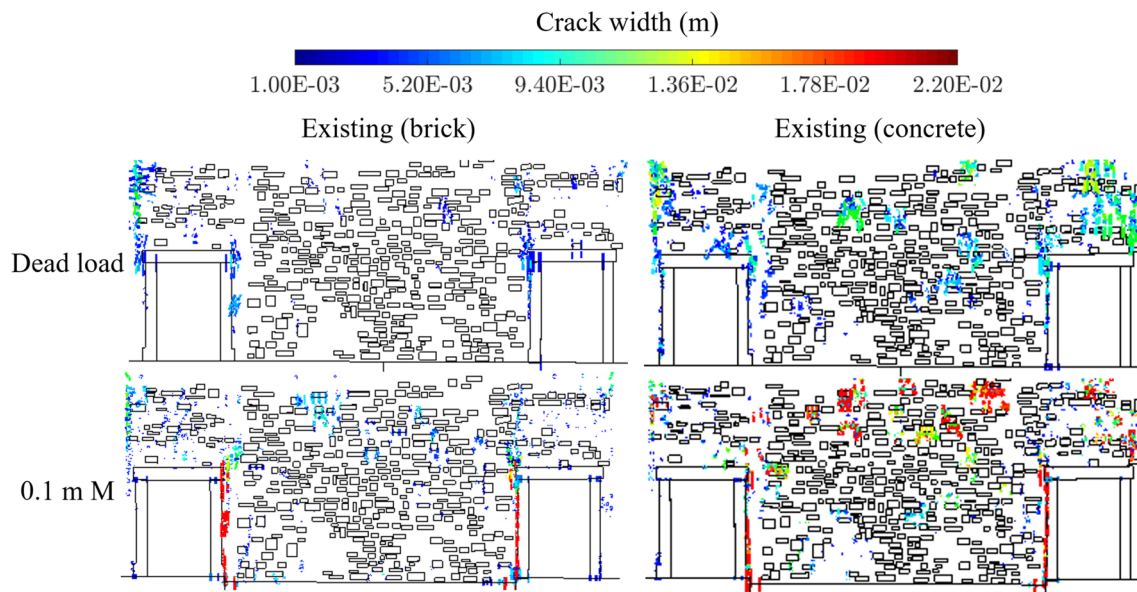 Crack width (m)
1.00E-03 5.20E-03 9.40E-03 1.36E-02 1.78E-02 2.20E-02
Existing (brick) Existing (concrete)
Dead load
0.1 m M